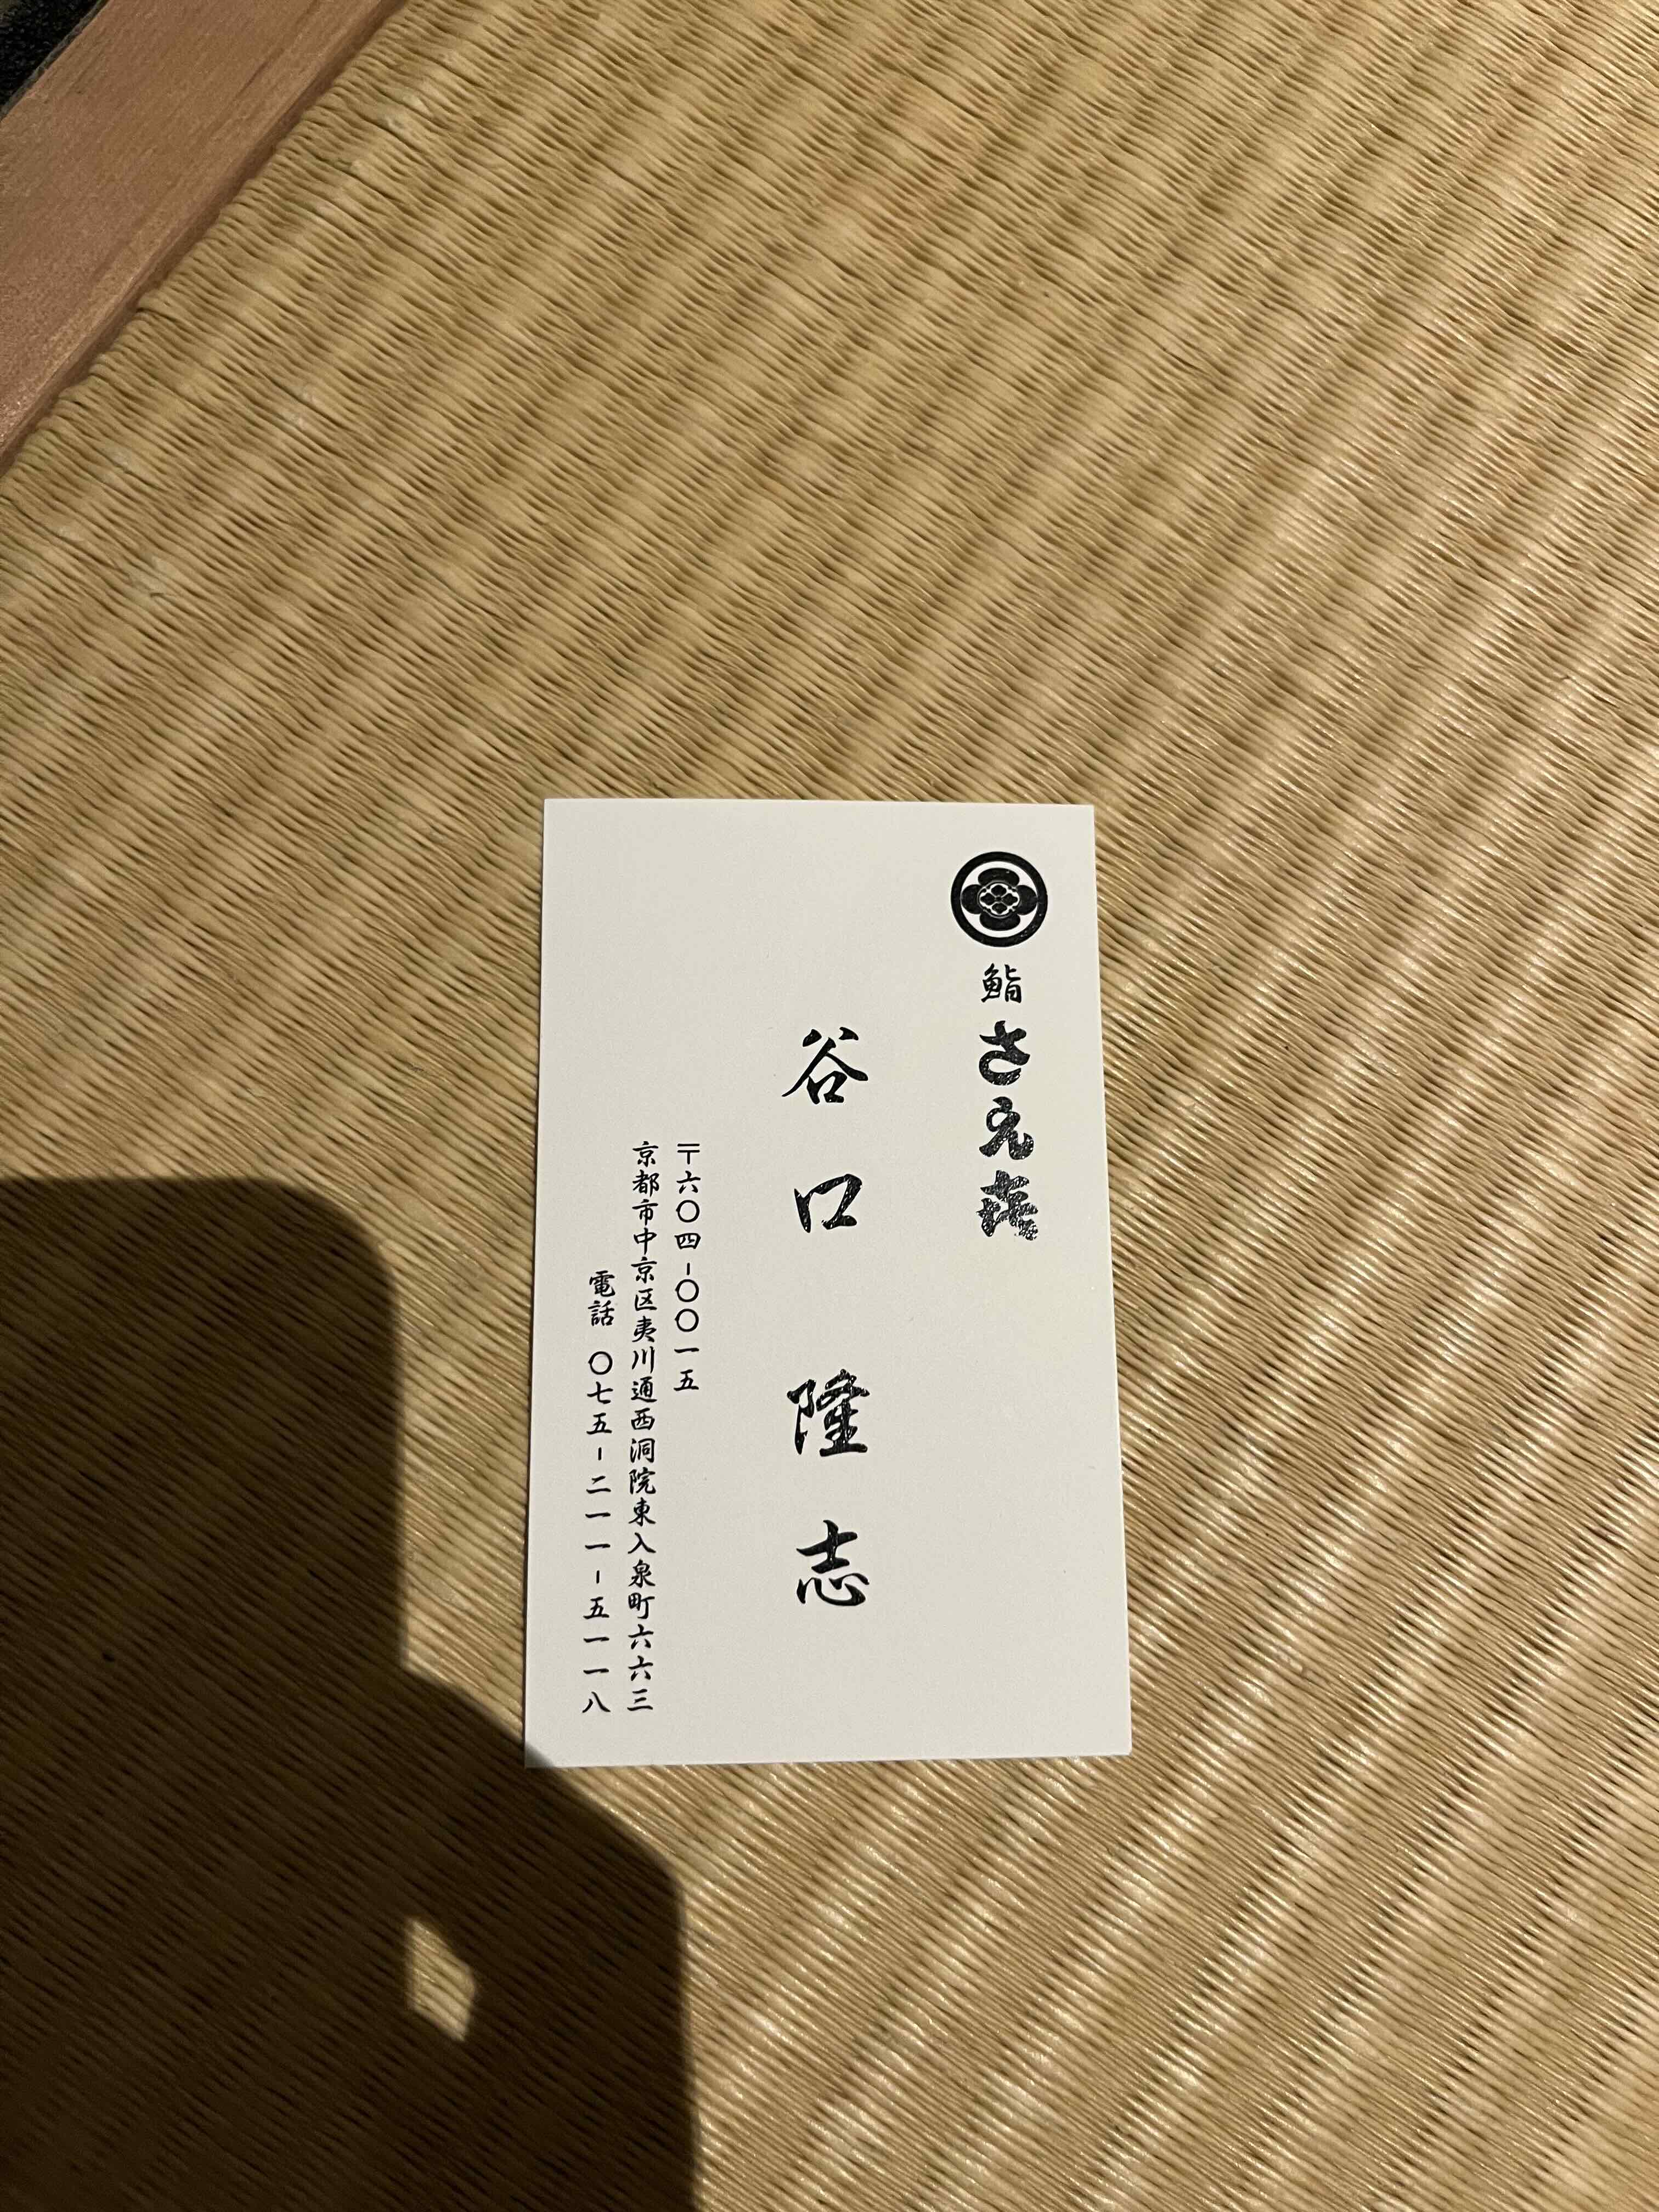 鮨 さえ㐂
谷口 隆志
〒六〇四-〇〇一五
京都市中京区夷川通西洞院東入泉町六六三
電話 〇七五-二一一-五一一八